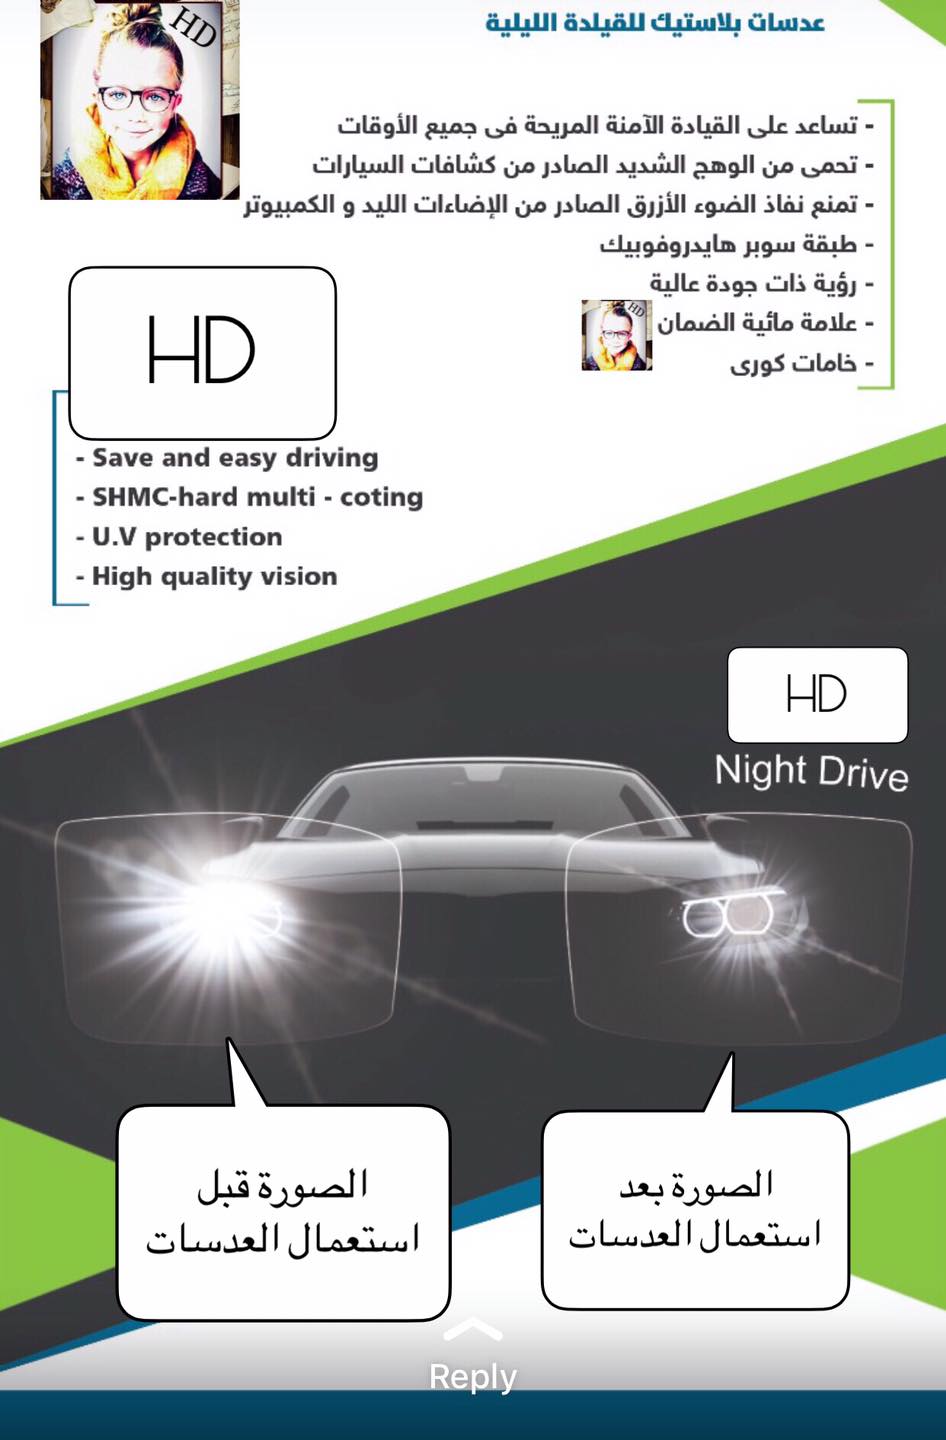 HD
عدسات بلاستيك للقيلدة الليلية
- تساعد على القيادة الآمنة المريحة فى جميع الأوقات
- تحمى من الوهج الشديد الصادر من كشافات السيارات
- تمنع نفاذ الضوء الأزرق الصادر من الإضاءات الليد و الكمبيوتر
- طبقة سوبر هايدروفوبيك
- رؤية ذات جودة عالية
- علامة مائية الضمان
HD
- خامات كورى
HD
- Save and easy driving
- SHMC-hard multi - coting
- U.V protection
- High quality vision
HD
Night Drive
الصورة بعد
استعمال العدسات
الصورة قبل
استعمال العدسات
Reply